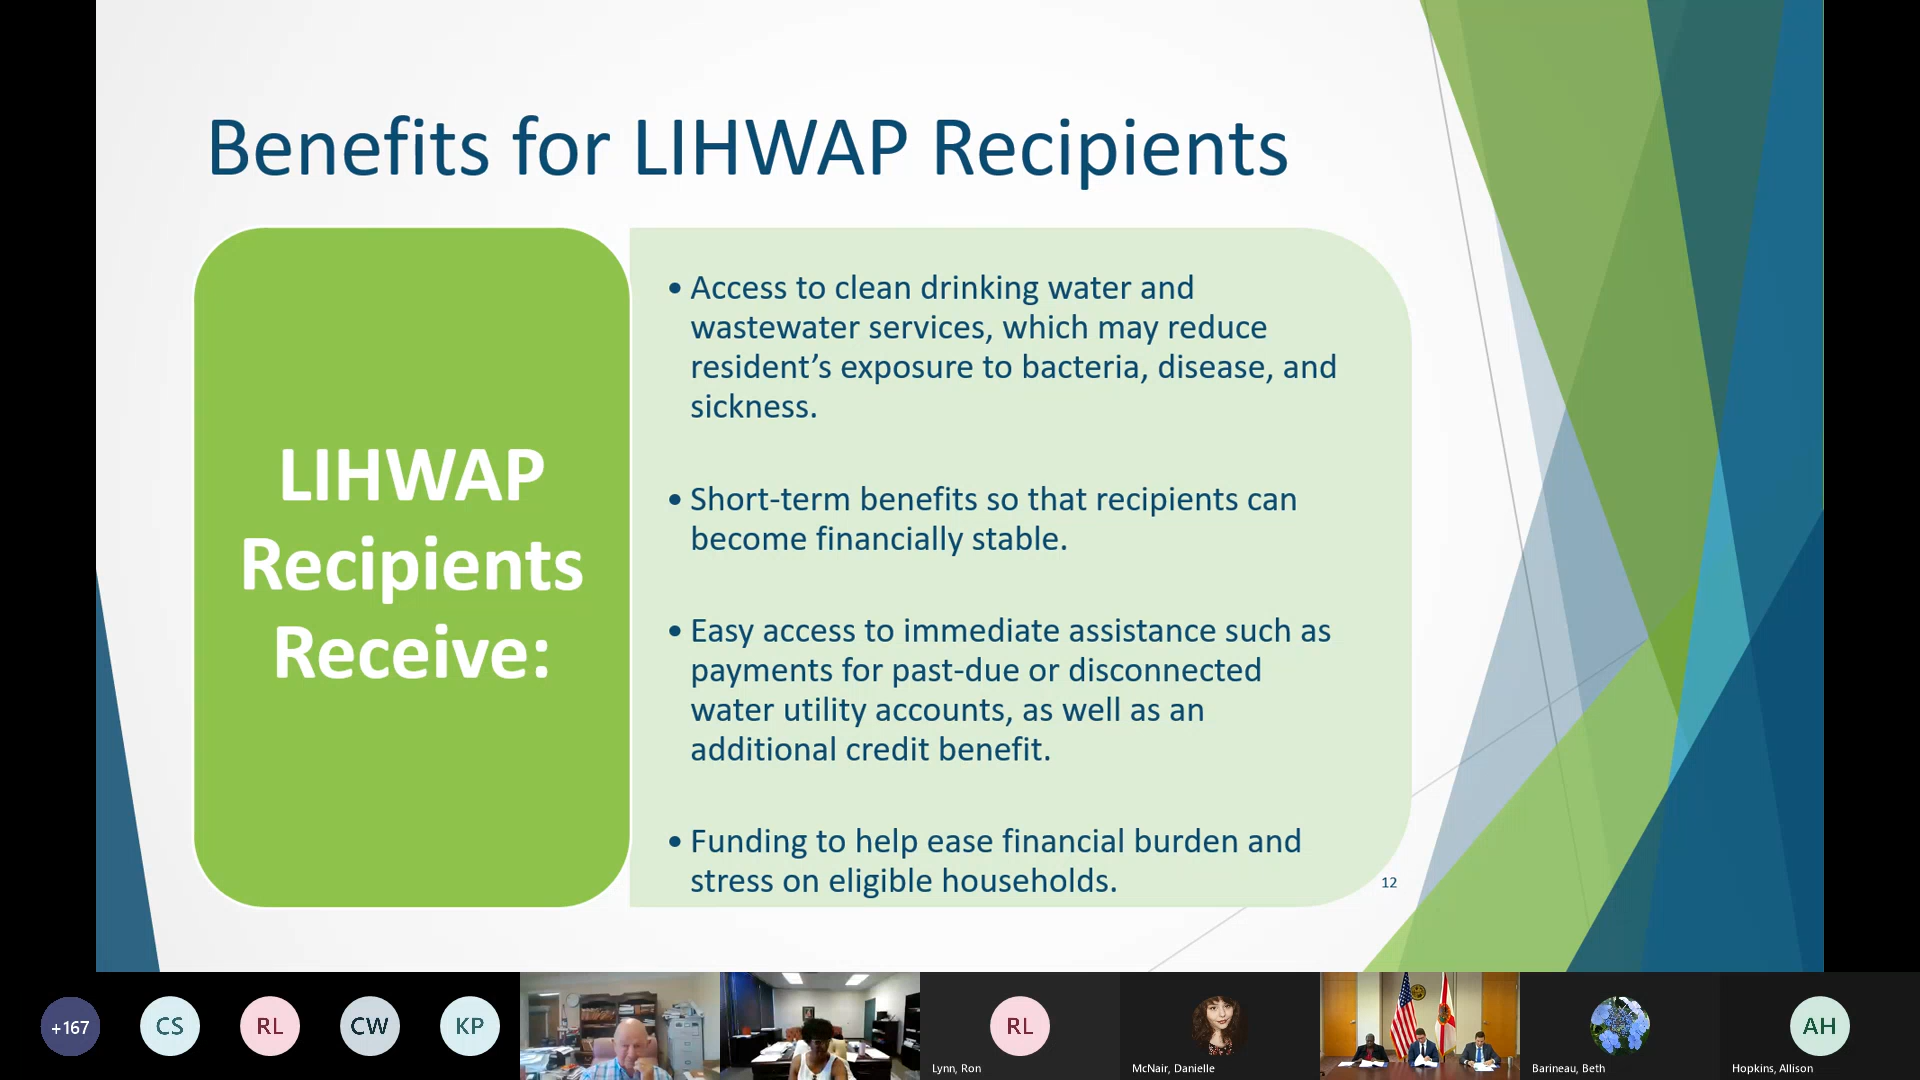 Benefits for LIHWAP Recipients
LIHWAP
Recipients
Receive:
• Access to clean drinking water and
wastewater services, which may reduce
resident’s exposure to bacteria, disease, and
sickness.
• Short-term benefits so that recipients can
become financially stable.
• Easy access to immediate assistance such as
payments for past-due or disconnected
water utility accounts, as well as an
additional credit benefit.
• Funding to help ease financial burden and
stress on eligible households.
12
+167
CS
RL
CW
KP
RL
Lynn, Ron
McNair, Danielle
Barineau, Beth
AH
Hopkins, Allison